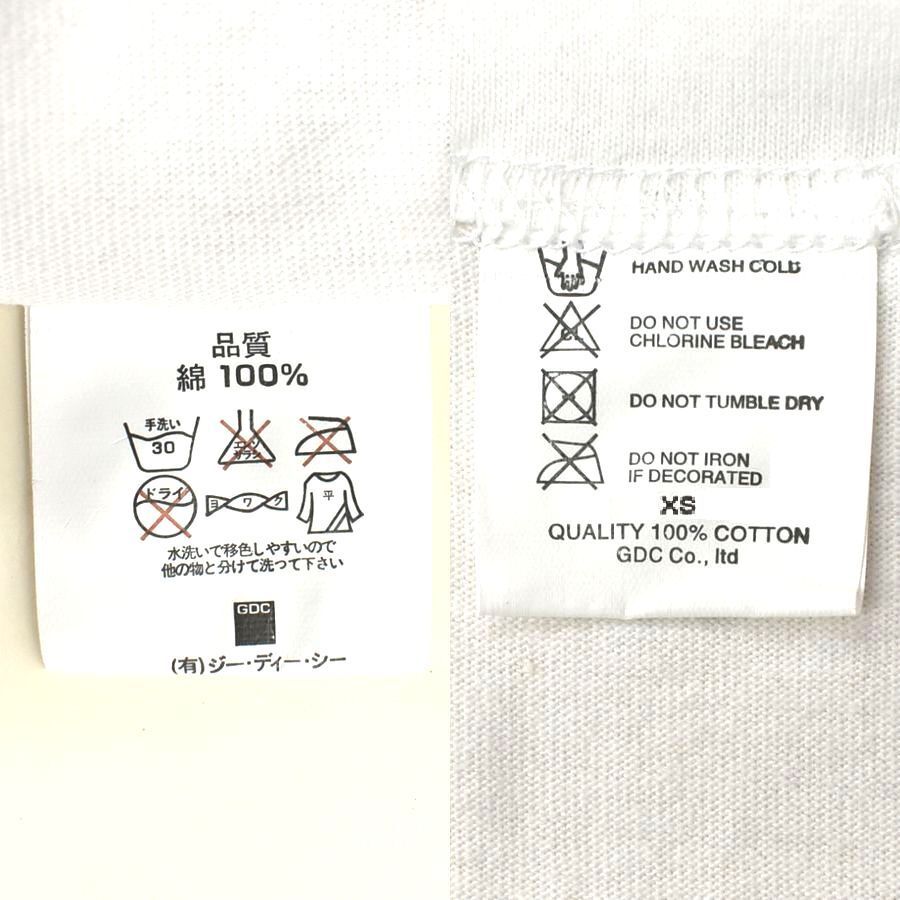 品質
綿 100%
手洗い
30
エンソ
サラシ
ドライ
ヨワク
平
水洗いで移色しやすいので
他の物と分けて洗って下さい
GDC
(有)ジー・ディー・シー
HAND WASH COLD
CL
DO NOT USE
CHLORINE BLEACH
DO NOT TUMBLE DRY
DO NOT IRON
IF DECORATED
XS
QUALITY 100% COTTON
GDC Co., ltd